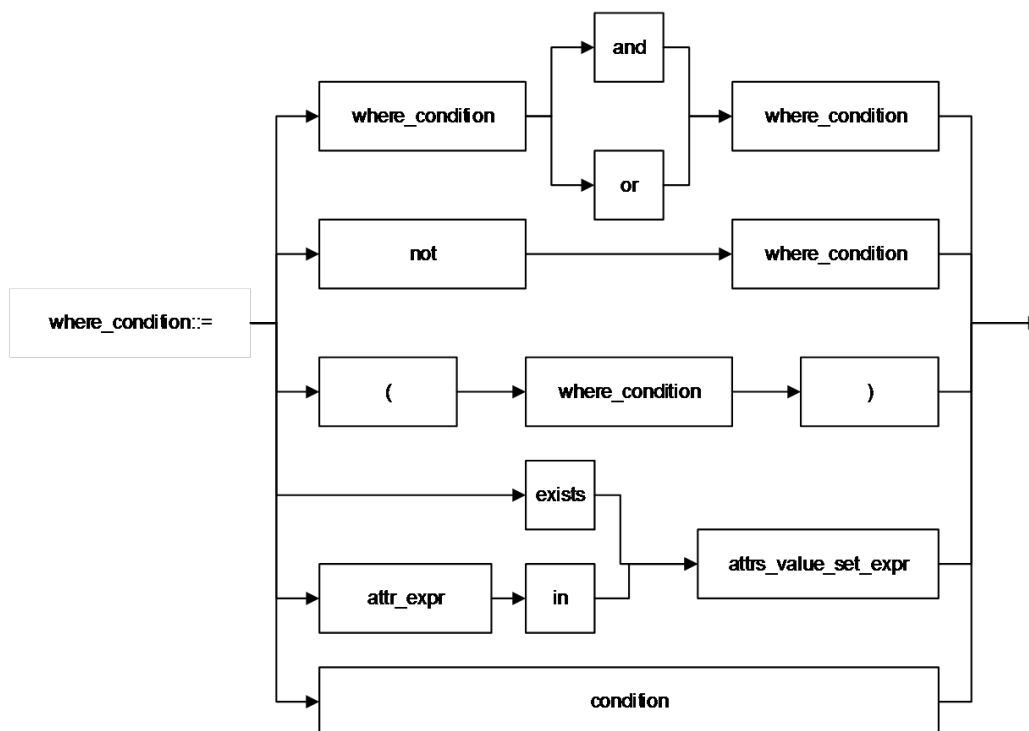 and
where_condition
where_condition
or
not
where_condition
where_condition::=
(
where_condition
)
exists
attrs_value_set_expr
attr_expr
in
condition